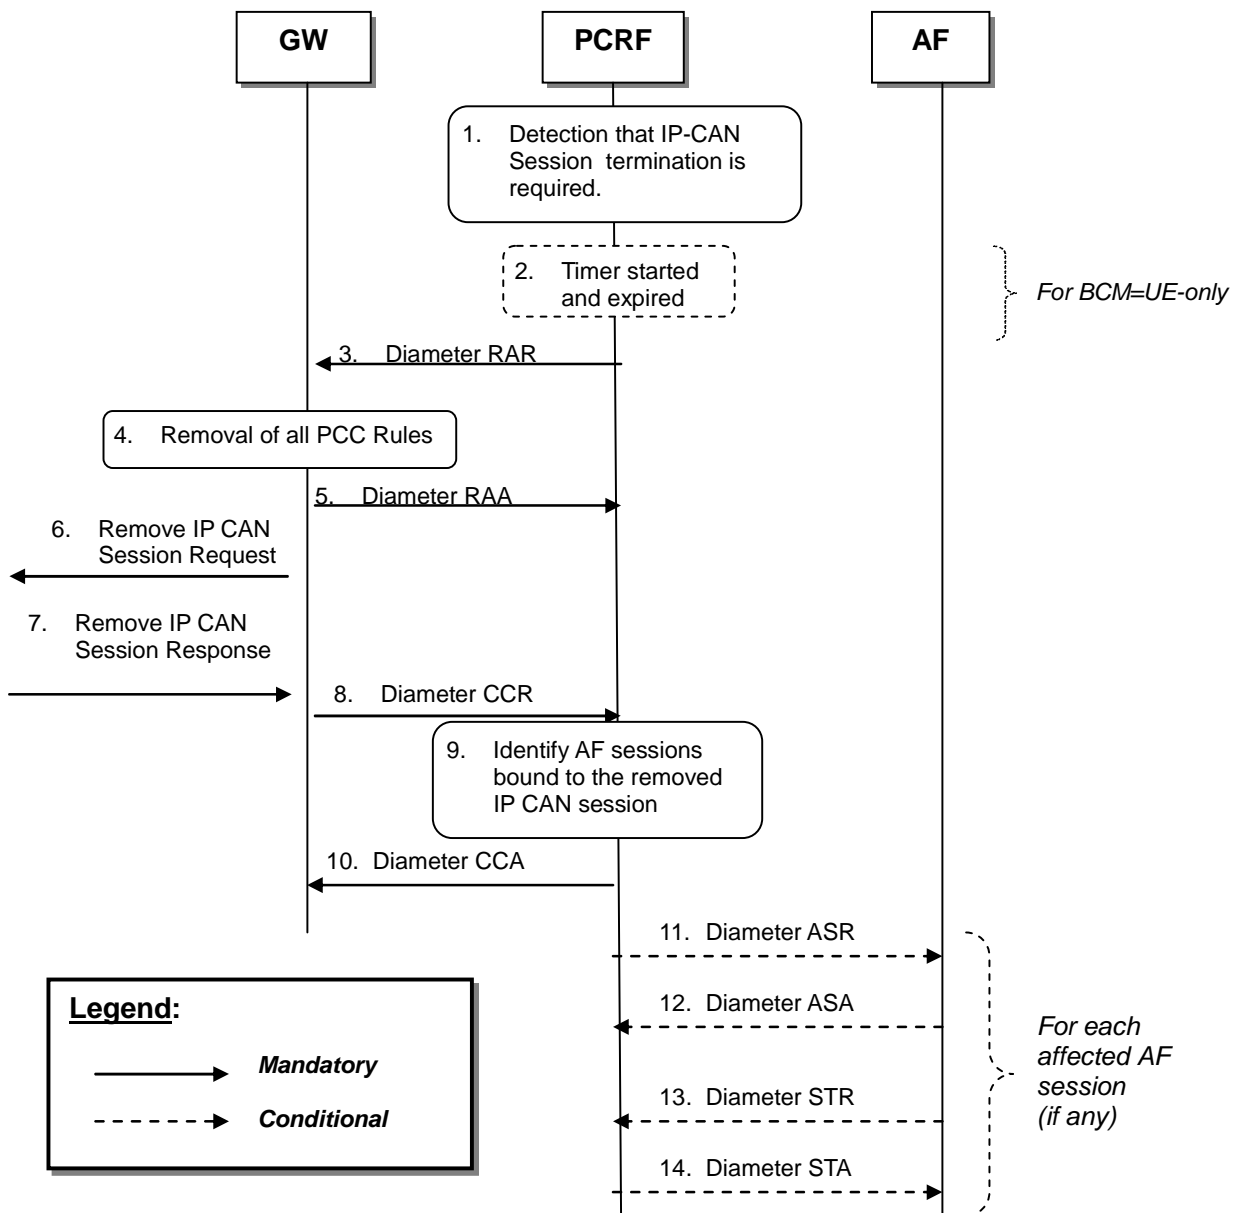 GW
PCRF
AF
1. Detection that IP-CAN
Session termination is
required.
2. Timer started
and expired
For BCM=UE-only
3. Diameter RAR
4. Removal of all PCC Rules
5. Diameter RAA
6. Remove IP CAN
Session Request
7. Remove IP CAN
Session Response
8. Diameter CCR
9. Identify AF sessions
bound to the removed
IP CAN session
10. Diameter CCA
11. Diameter ASR
12. Diameter ASA
13. Diameter STR
14. Diameter STA
For each
affected AF
session
(if any)
Legend:
Mandatory
Conditional